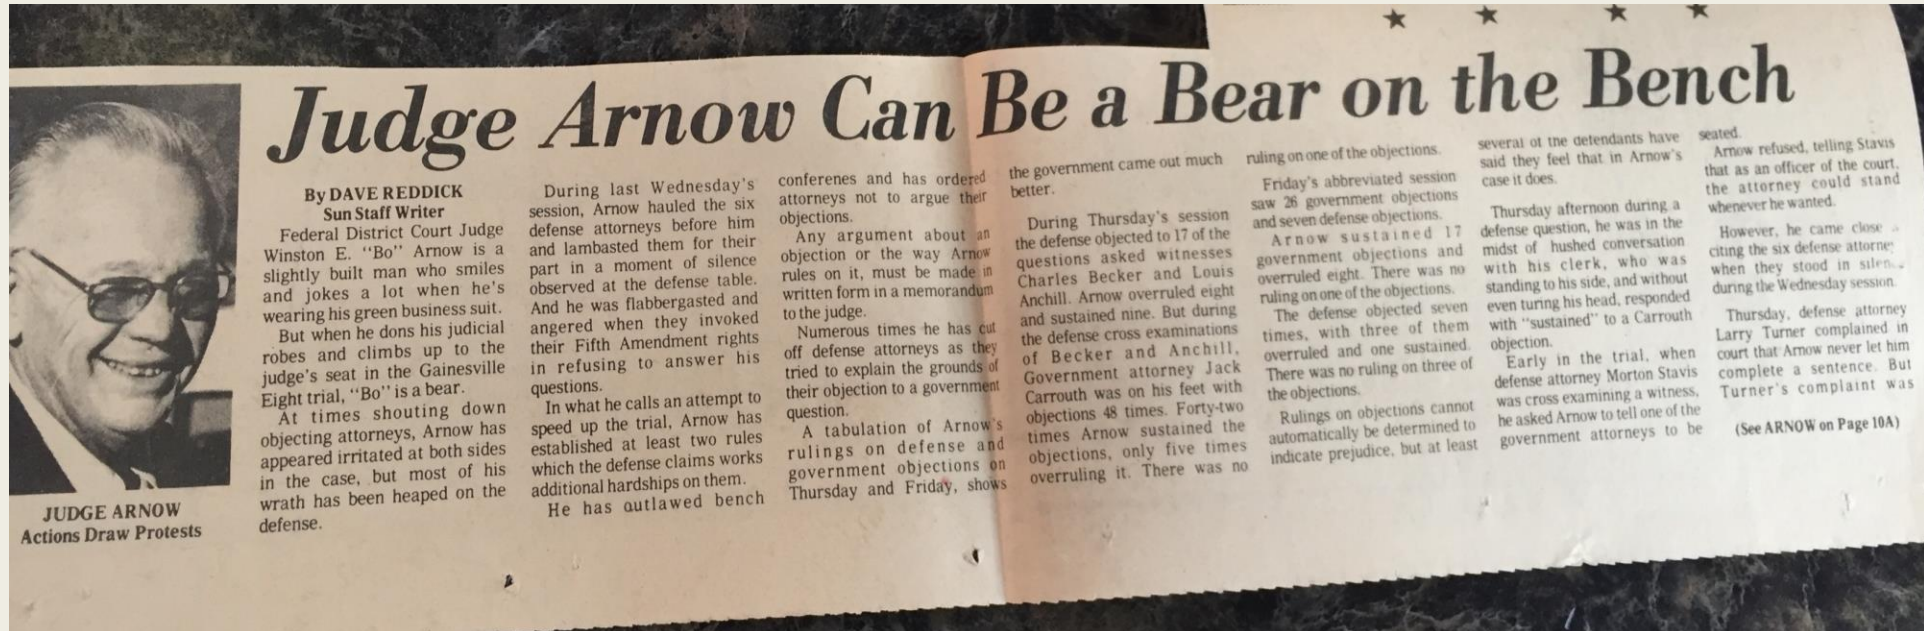 Judge Arnow Can Be a Bear on the Bench
By DAVE REDDICK
Sun Staff Writer
Federal District Court Judge
Winston E. "Bo" Arnow is a
slightly built man who smiles
and jokes a lot when he's
wearing his green business suit.
But when he dons his judicial
robes and climbs up to the
judge's seat in the Gainesville
Eight trial, "Bo" is a bear.
At times shouting down
objecting attorneys, Arnow has
appeared irritated at both sides
in the case, but most of his
wrath has been heaped on the
defense.
JUDGE ARNOW
Actions Draw Protests
During last Wednesday's
session, Arnow hauled the six
defense attorneys before him
and lambasted them for their
part in a moment of silence
observed at the defense table.
And he was flabbergasted and
angered when they invoked
their Fifth Amendment rights
in refusing to answer his
questions.
In what he calls an attempt to
speed up the trial, Arnow has
established at least two rules
which the defense claims works
additional hardships on them.
He has outlawed bench
conferenes and has ordered
attorneys not to argue their
objections.
Any argument about an
objection or the way Arnow
rules on it, must be made in
written form in a memorandum
to the judge.
Numerous times he has cut
off defense attorneys as they
tried to explain the grounds of
their objection to a government
question.
A tabulation of Arnow's
rulings on defense and
government objections on
Thursday and Friday, shows
the government came out much
better.
During Thursday's session
the defense objected to 17 of the
questions asked witnesses
Charles Becker and Louis
Anchill. Arnow overruled eight
and sustained nine. But during
the defense cross examinations
of Becker and Anchill,
Government attorney Jack
Carrouth was on his feet with
objections 48 times. Forty-two
times Arnow sustained the
objections, only five times
overruling it. There was no
ruling on one of the objections.
Friday's abbreviated session
saw 26 government objections
and seven defense objections.
Arnow sustained 17
government objections and
overruled eight. There was no
ruling on one of the objections.
The defense objected seven
times, with three of them
overruled and one sustained.
There was no ruling on three of
the objections.
Rulings on objections cannot
automatically be determined to
indicate prejudice, but at least
several of the defendants have
said they feel that in Arnow's
case it does.
Thursday afternoon during a
defense question, he was in the
midst of hushed conversation
with his clerk, who was
standing to his side, and without
even turing his head, responded
with "sustained" to a Carrouth
objection.
Early in the trial, when
defense attorney Morton Stavis
was cross examining a witness,
he asked Arnow to tell one of the
government attorneys to be
seated.
Arnow refused, telling Stavis
that as an officer of the court,
the attorney could stand
whenever he wanted.
However, he came close
citing the six defense
when they stood in
during the Wednesday session.
Thursday, defense attorney
Larry Turner complained in
court that Arnow never let him
complete a sentence. But
Turner's complaint was
(See ARNOW on Page 10A)